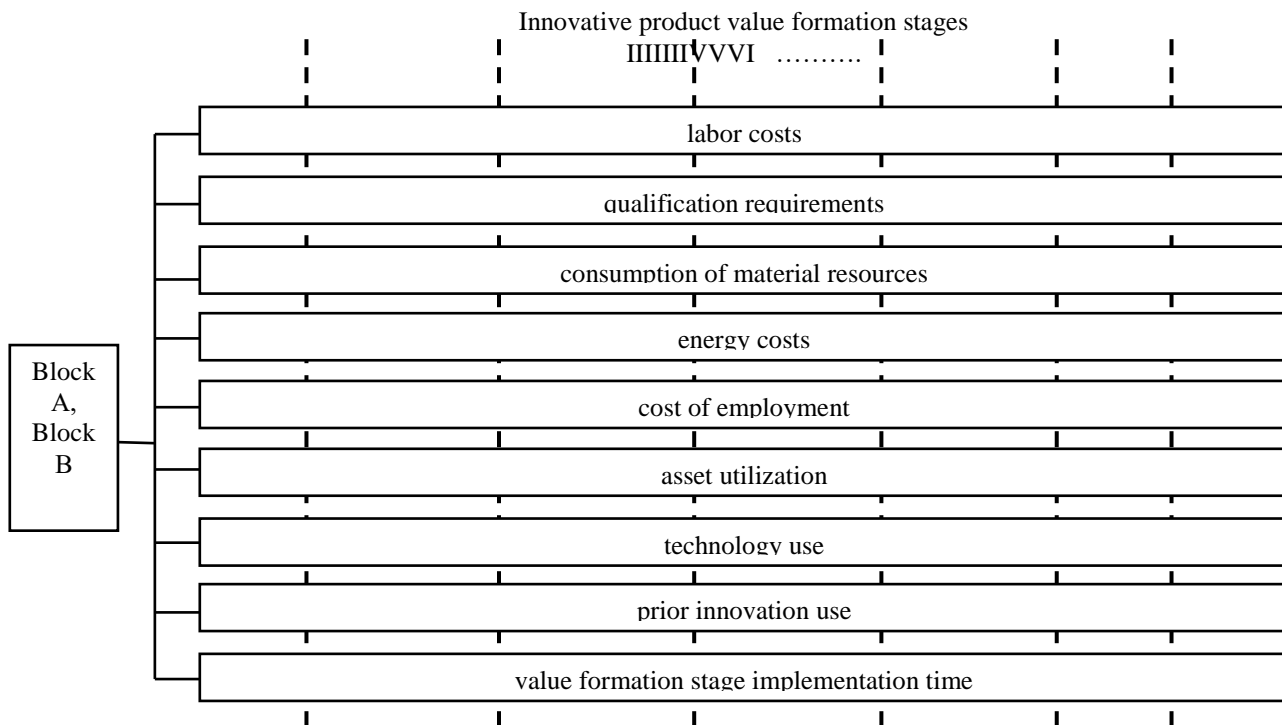 Innovative product value formation stages
IIIIIIIVVVI ……….
labor costs
qualification requirements
consumption of material resources
energy costs
Block
A,
Block
B
cost of employment
asset utilization
technology use
prior innovation use
value formation stage implementation time